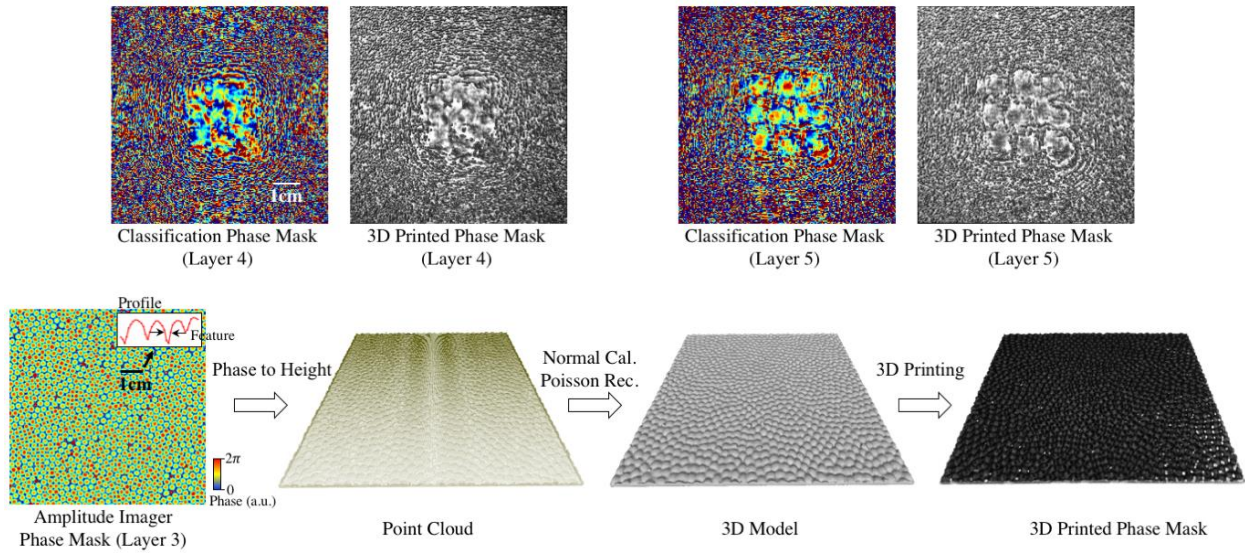 1cm
Classification Phase Mask
(Layer 4)
3D Printed Phase Mask
(Layer 4)
Classification Phase Mask
(Layer 5)
3D Printed Phase Mask
(Layer 5)
Profile
Feature
1cm
2π
0
Phase (a.u.)
Amplitude Imager
Phase Mask (Layer 3)
Phase to Height
Point Cloud
Normal Cal.
Poisson Rec.
3D Model
3D Printing
3D Printed Phase Mask